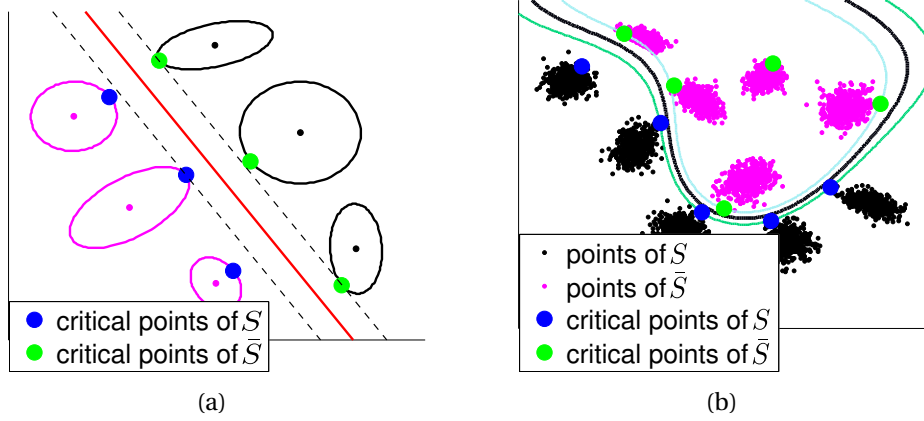 critical points of S
critical points of S̄
(a)
points of S
points of S̄
critical points of S
critical points of S̄
(b)